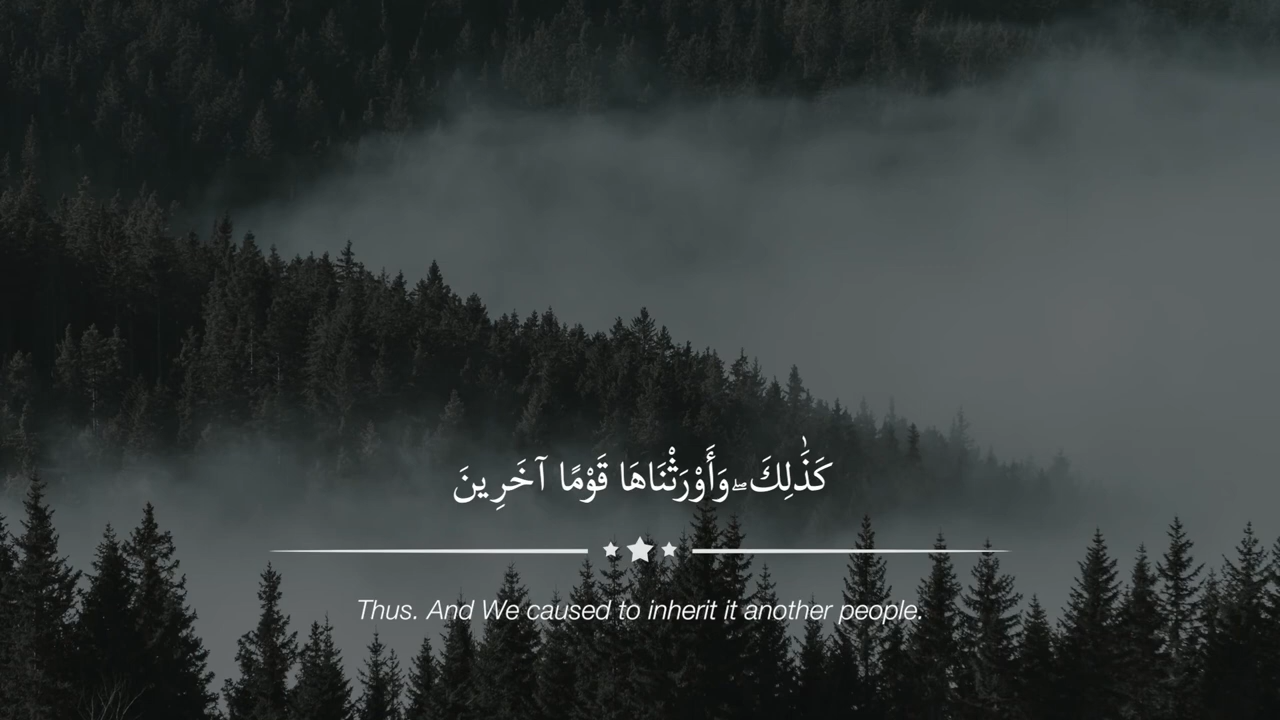 كَذَٰلِكَ ۖ وَأَوْرَثْنَاهَا قَوْمًا آخَرِينَ
Thus. And We caused to inherit it another people.